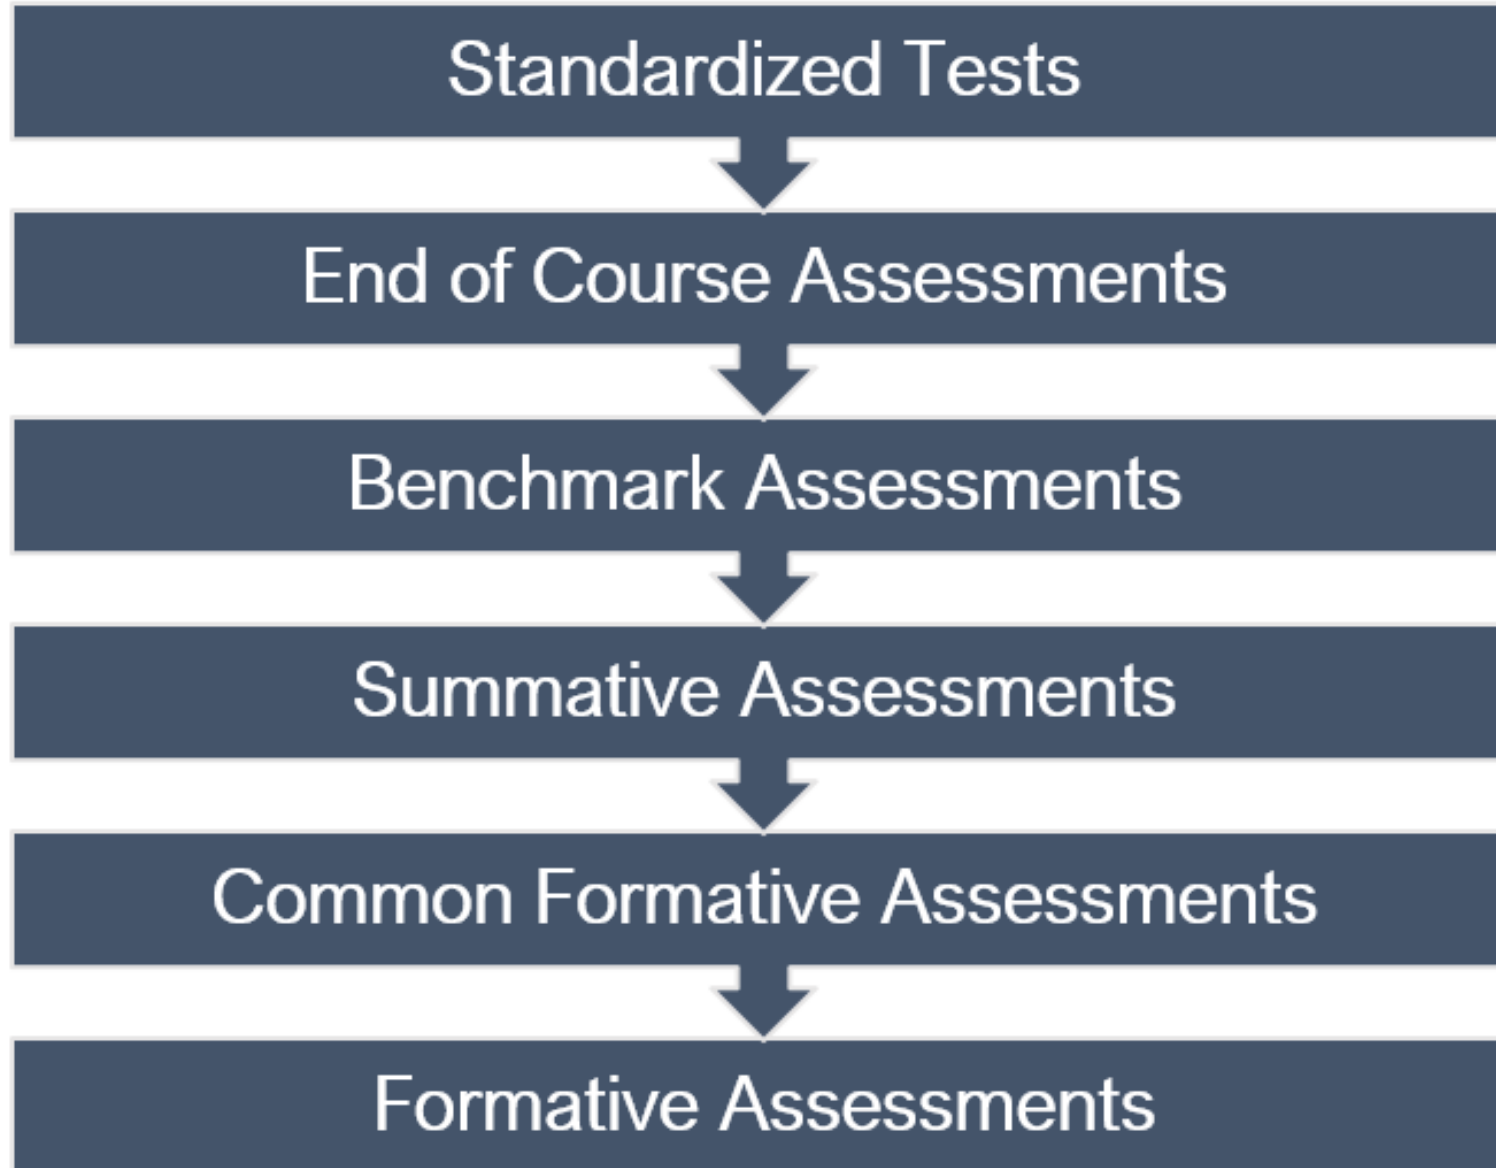 Standardized Tests
End of Course Assessments
Benchmark Assessments
Summative Assessments
Common Formative Assessments
Formative Assessments